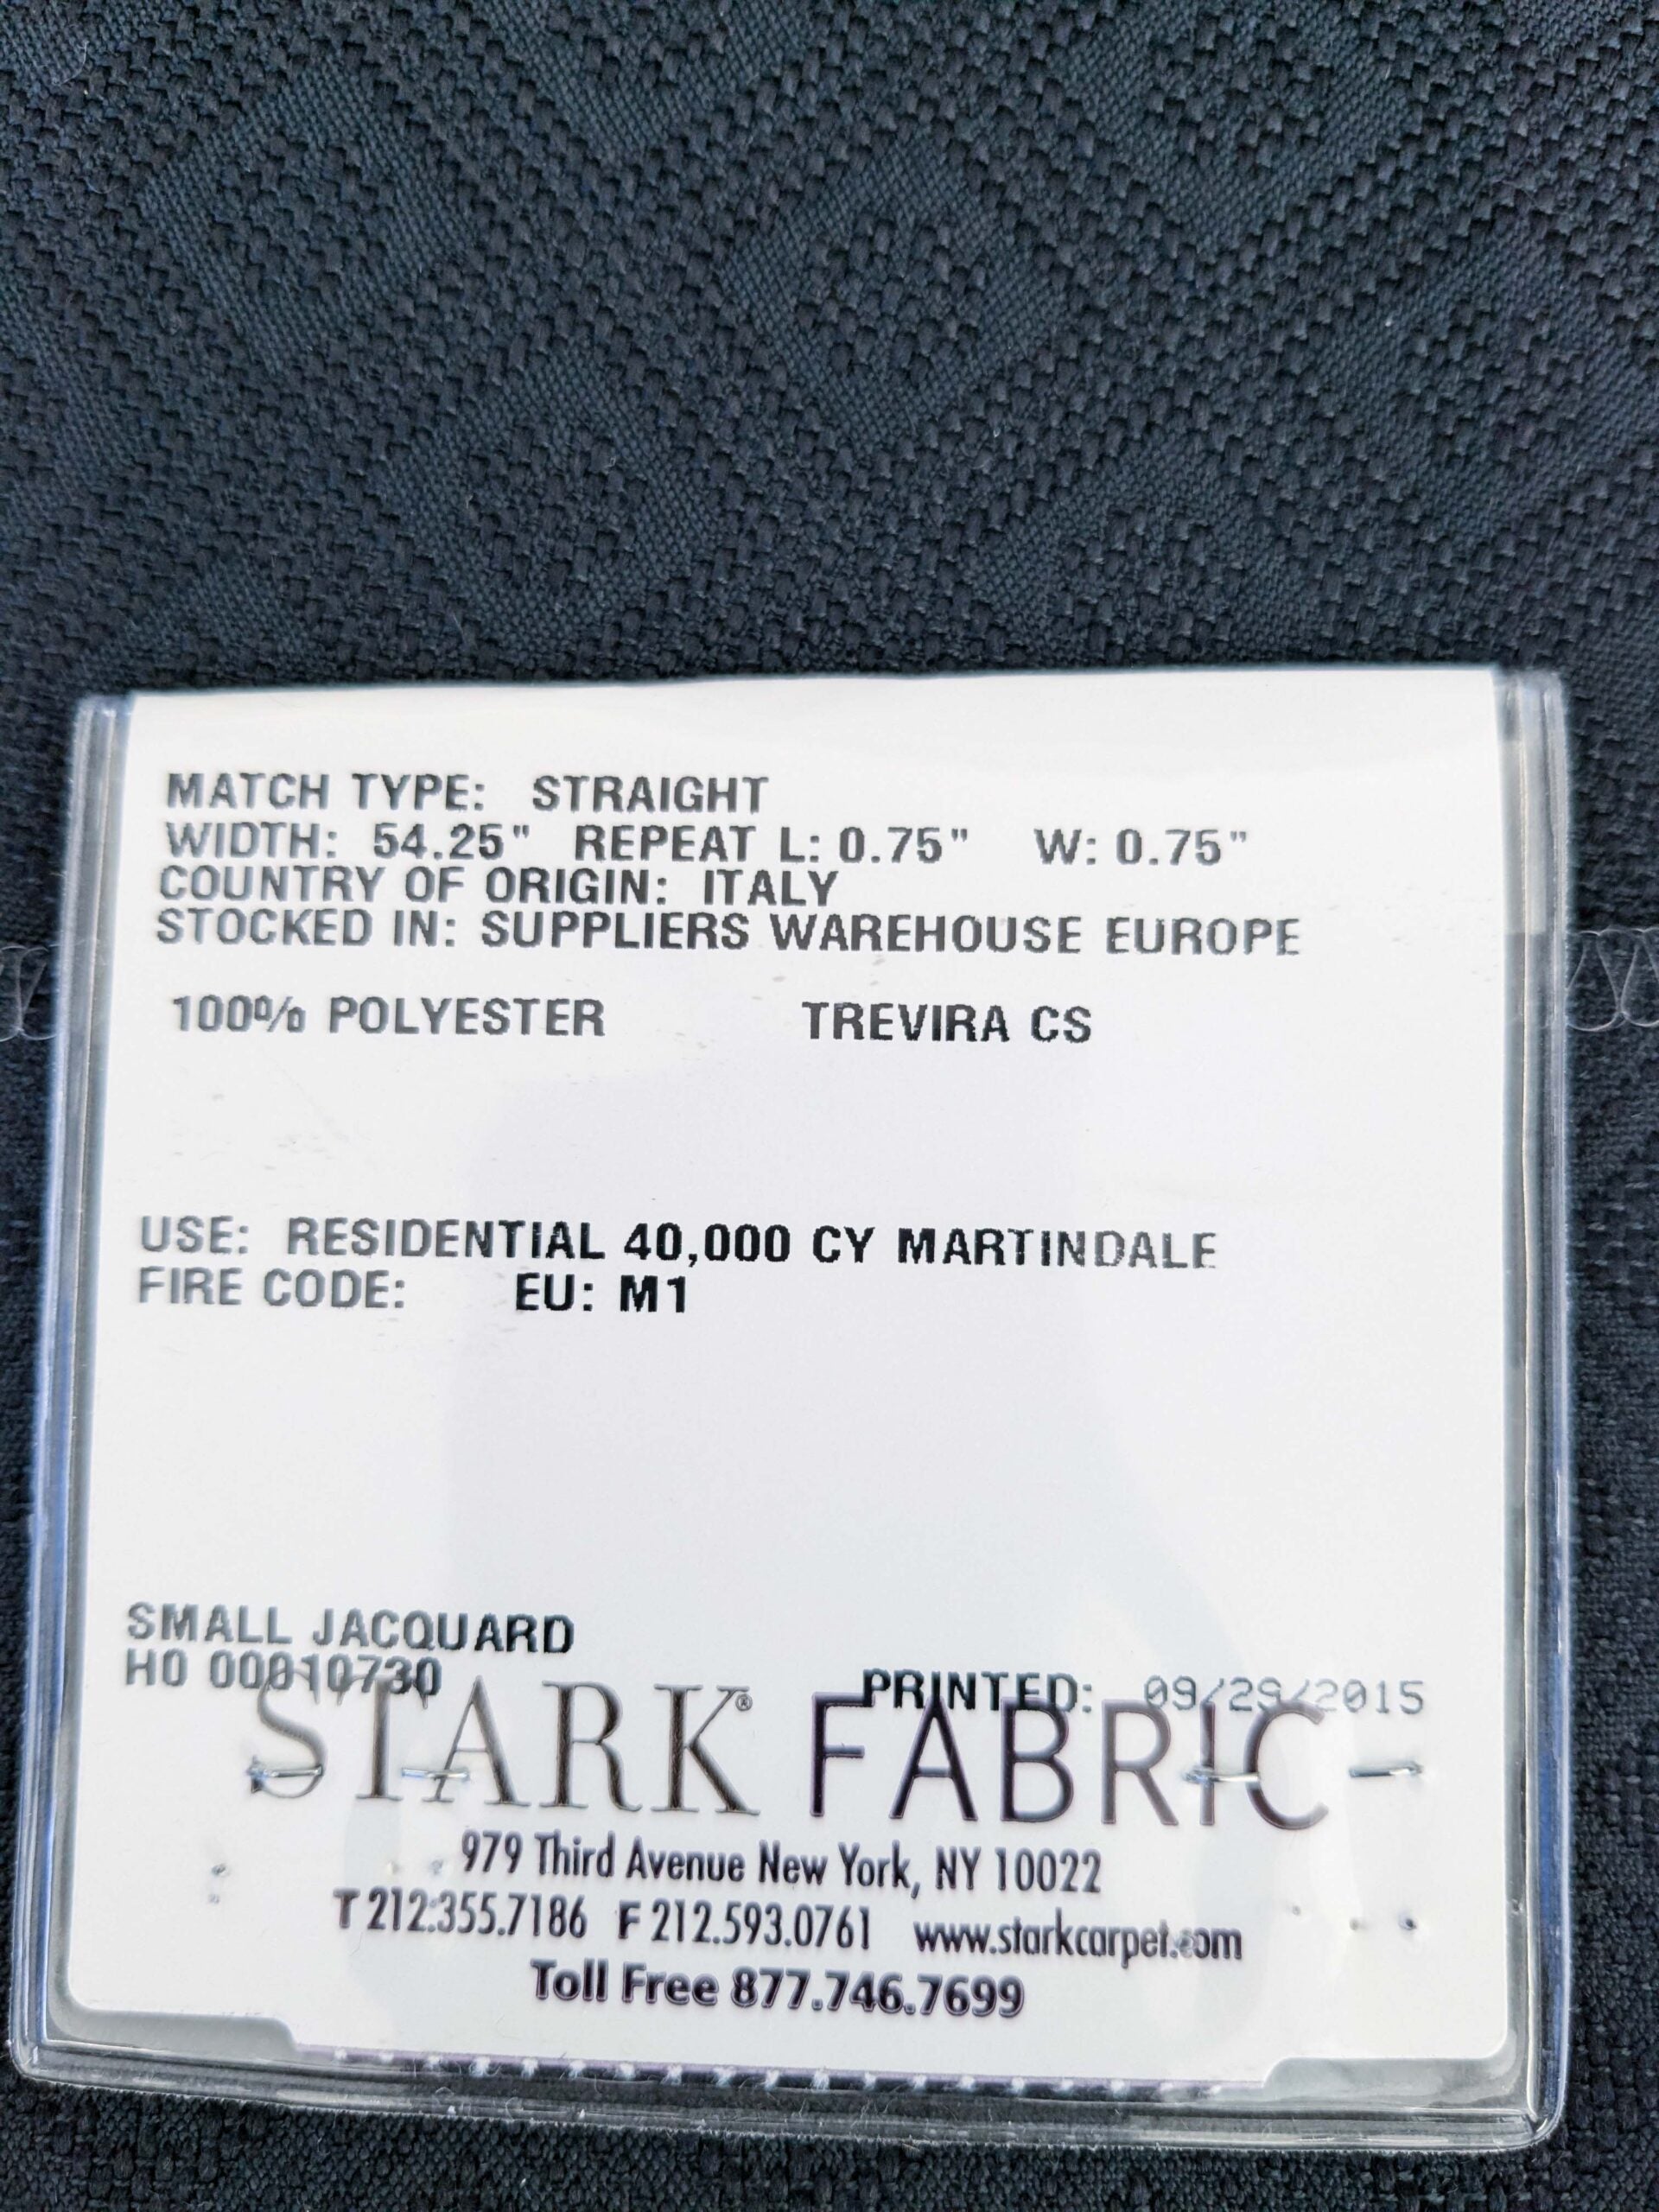 MATCH TYPE: STRAIGHT
WIDTH: 54.25" REPEAT L: 0.75" W: 0.75"
COUNTRY OF ORIGIN: ITALY
STOCKED IN: SUPPLIERS WAREHOUSE EUROPE
100% POLYESTER TREVIRA CS
USE: RESIDENTIAL 40,000 CY MARTINDALE
FIRE CODE: EU: M1
SMALL JACQUARD
H0 00010730 PRINTED: 09/29/2015
STARK® FABRIC
979 Third Avenue New York, NY 10022
T 212.355.7186 F 212.593.0761 www.starkcarpet.com
Toll Free 877.746.7699